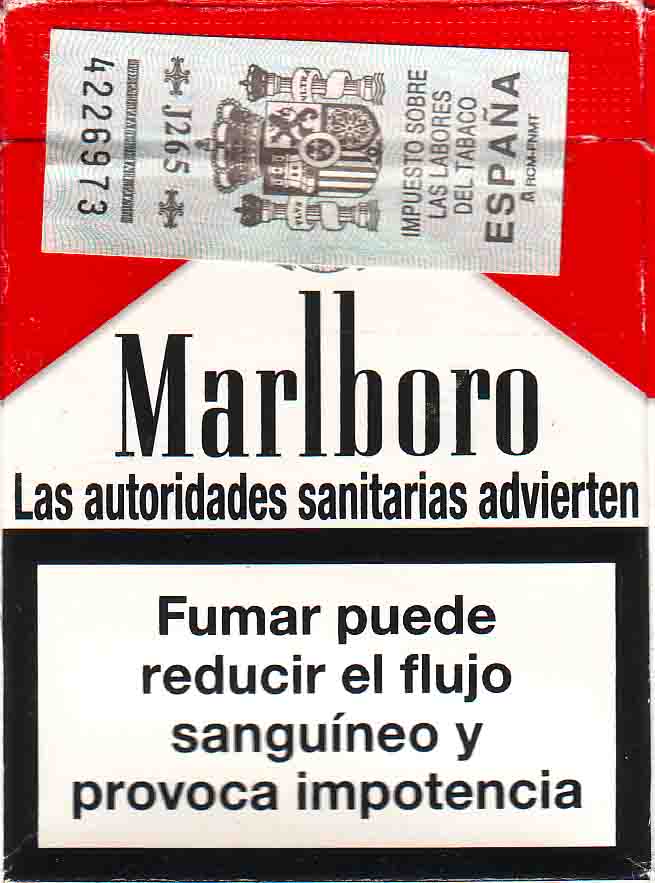 4226973
J265
IMPUESTO SOBRE
LAS LABORES
DEL TABACO
ESPAÑA
RCM-FNMT
Marlboro
Las autoridades sanitarias advierten
Fumar puede
reducir el flujo
sanguíneo y
provoca impotencia